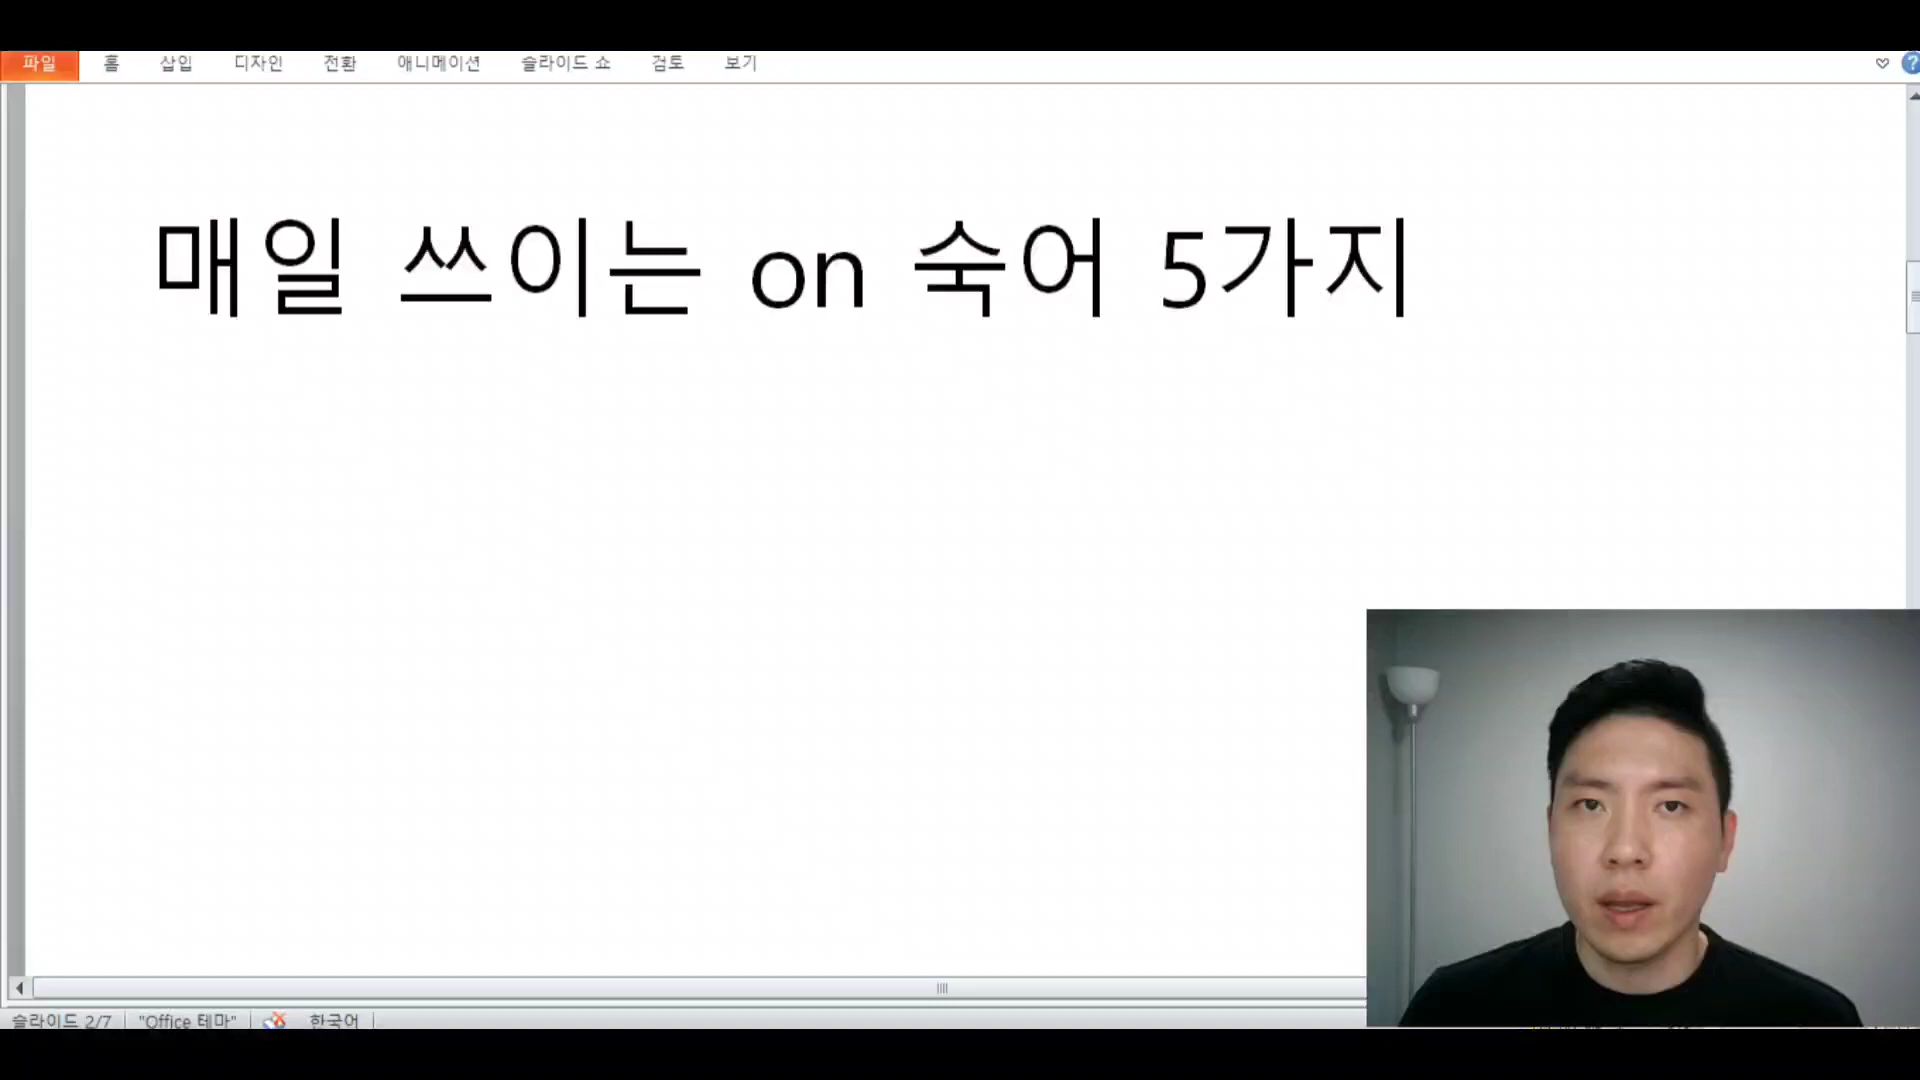 파일 홈 삽입 디자인 전환 애니메이션 슬라이드 쇼 검토 보기
매일 쓰이는 on 숙어 5가지
슬라이드 2/7 "Office 테마" 한국어